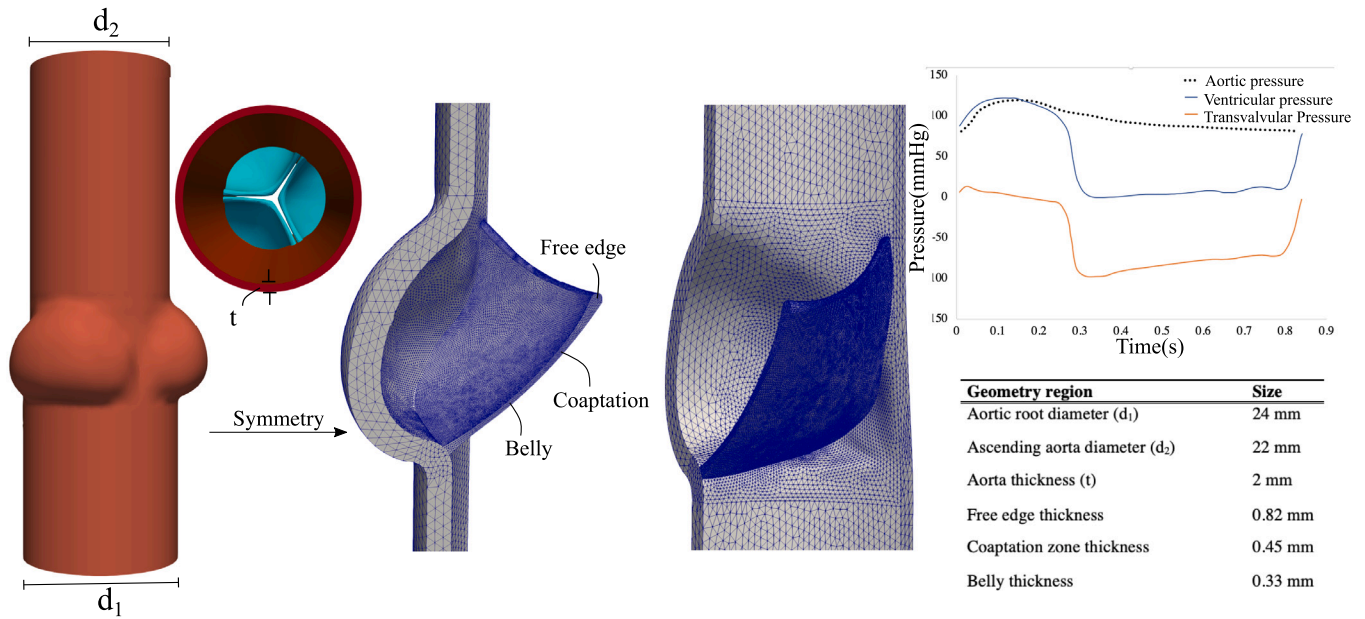 d2
t
d1
Symmetry
Free edge
Coaptation
Belly
Aortic pressure
Ventricular pressure
Transvalvular Pressure
Pressure(mmHg)
150
100
50
0
-50
100
150
0
0.1
0.2
0.3
0.4
0.5
0.6
0.7
0.8
0.9
Time(s)
Geometry region Size
Aortic root diameter (d1) 24 mm
Ascending aorta diameter (d2) 22 mm
Aorta thickness (t) 2 mm
Free edge thickness 0.82 mm
Coaptation zone thickness 0.45 mm
Belly thickness 0.33 mm